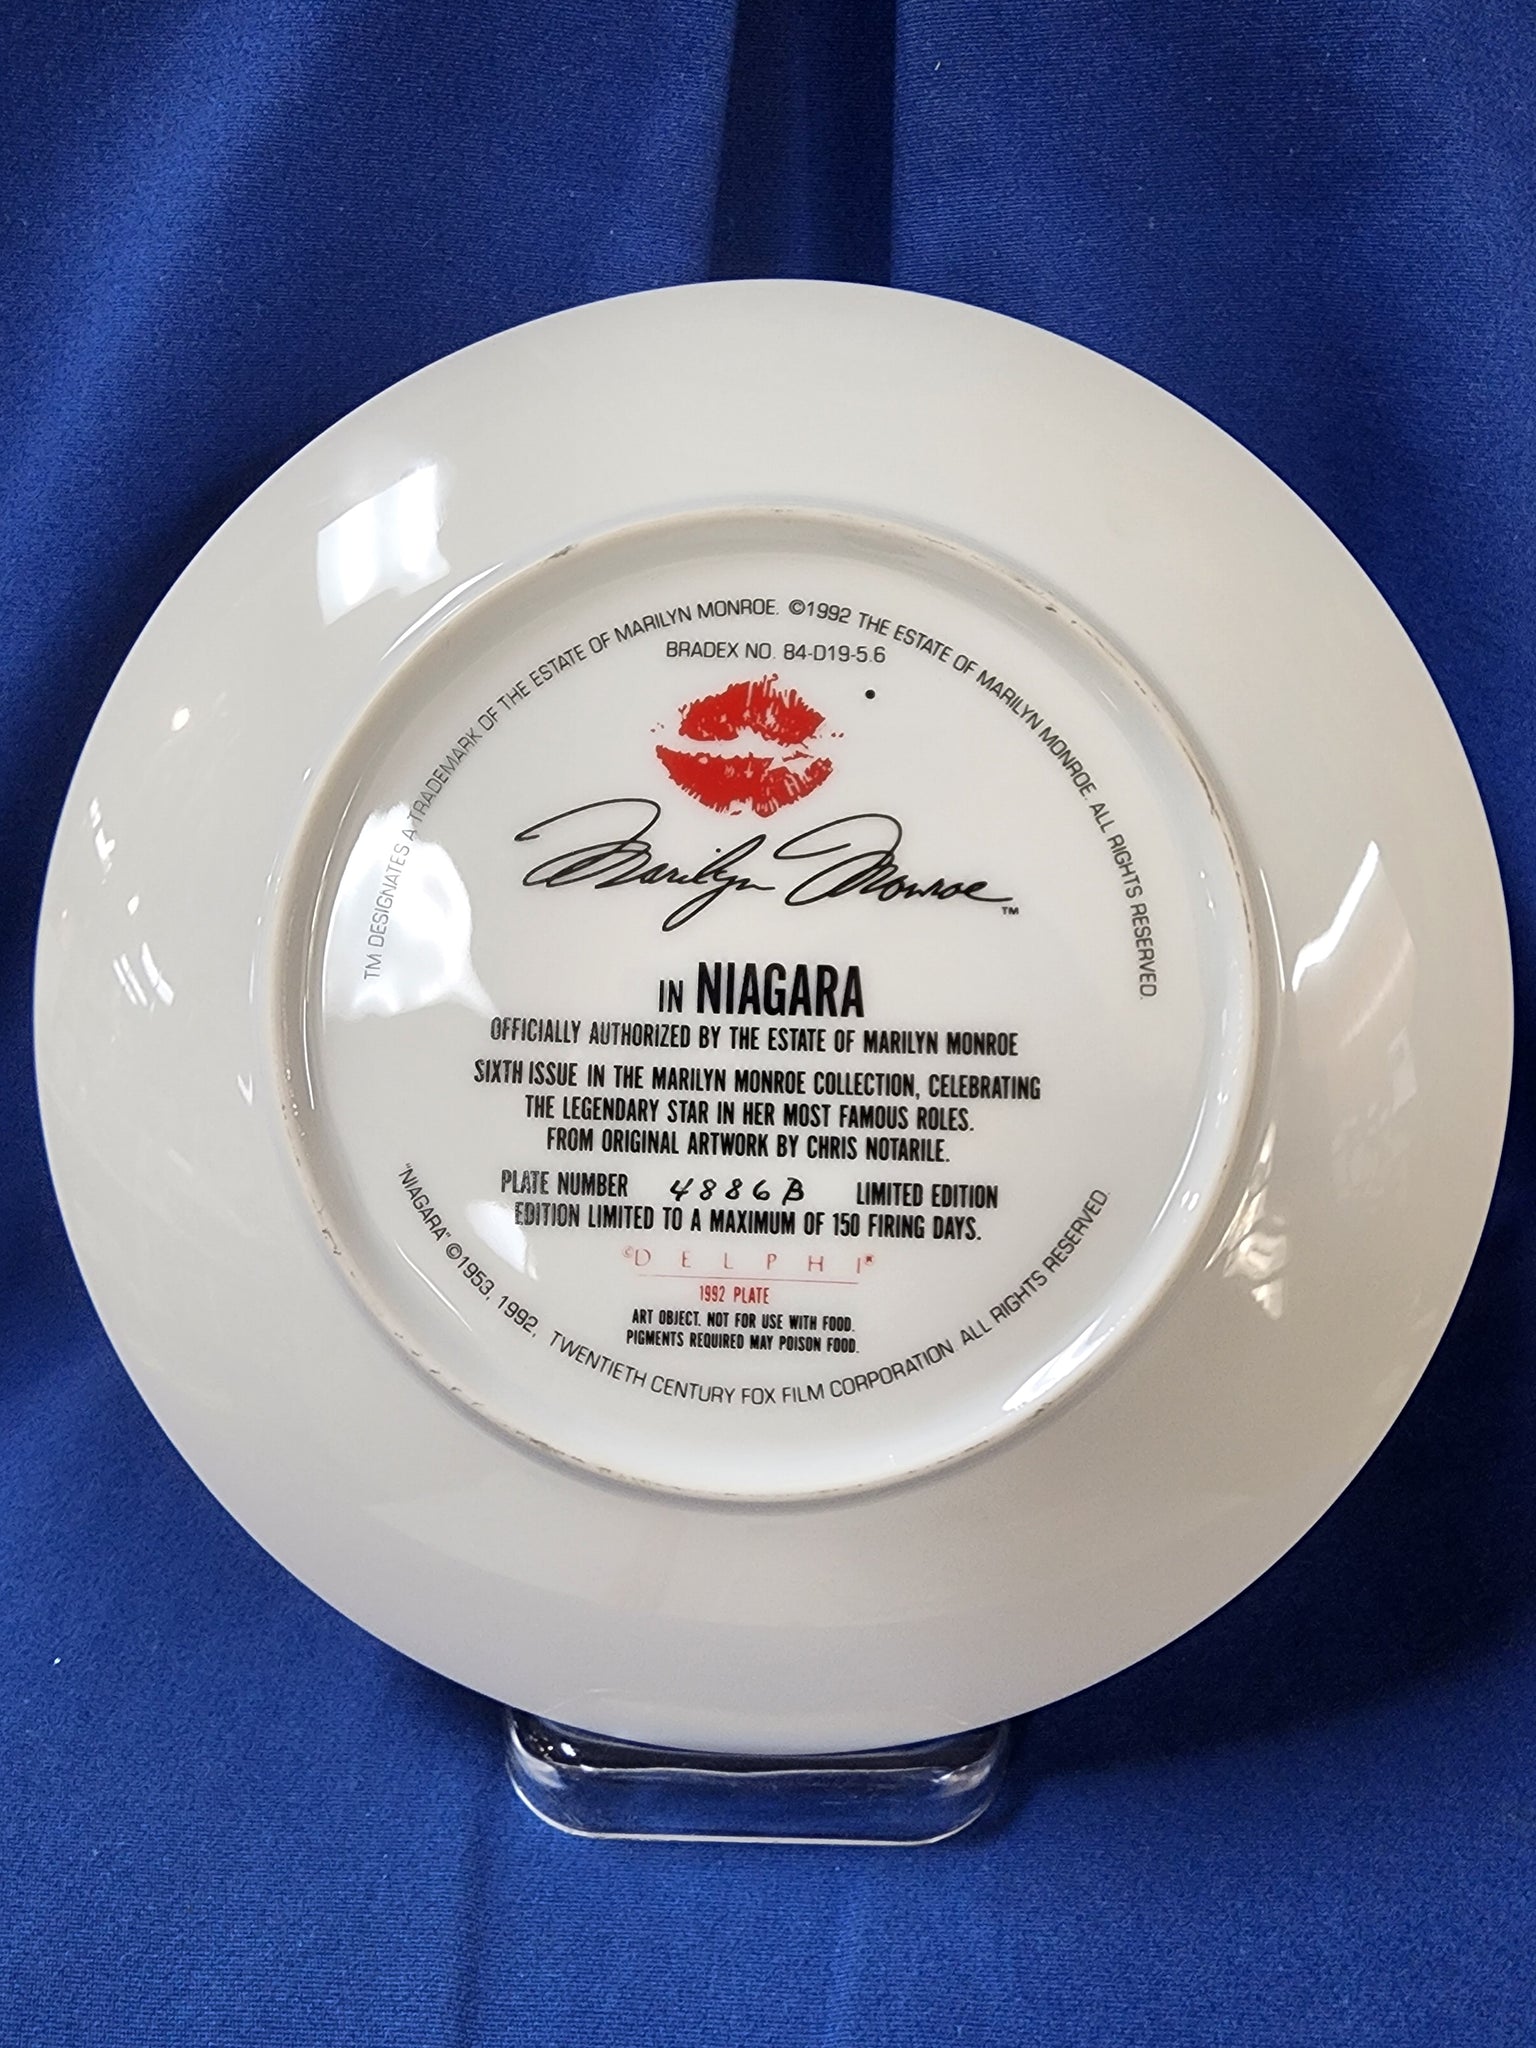 TM DESIGNATES A TRADEMARK OF THE ESTATE OF MARILYN MONROE. ©1992 THE ESTATE OF MARILYN MONROE. ALL RIGHTS RESERVED.
BRADEX NO. 84-D19-5.6
Marilyn Monroe ™
IN NIAGARA
OFFICIALLY AUTHORIZED BY THE ESTATE OF MARILYN MONROE
SIXTH ISSUE IN THE MARILYN MONROE COLLECTION, CELEBRATING
THE LEGENDARY STAR IN HER MOST FAMOUS ROLES.
FROM ORIGINAL ARTWORK BY CHRIS NOTARILE.
PLATE NUMBER 4886B LIMITED EDITION
EDITION LIMITED TO A MAXIMUM OF 150 FIRING DAYS.
©DELPHI®
1992 PLATE
ART OBJECT. NOT FOR USE WITH FOOD.
PIGMENTS REQUIRED MAY POISON FOOD.
"NIAGARA" ©1953, 1992, TWENTIETH CENTURY FOX FILM CORPORATION. ALL RIGHTS RESERVED.